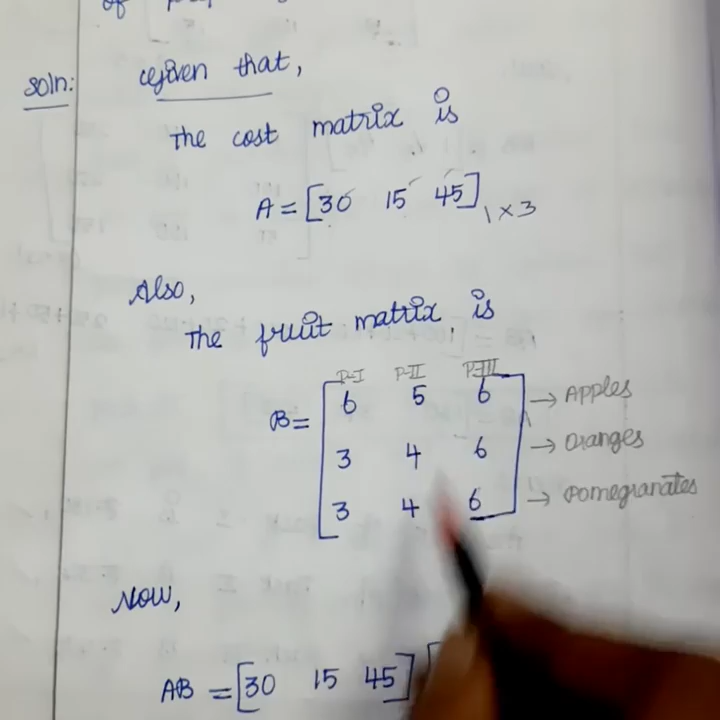 Soln: Given that,
The cost matrix is
A = [30 15 45] 1 × 3
Also,
The fruit matrix is
P-I P-II P-III
B = [6 5 6 → Apples
3 4 6 → Oranges
3 4 6] → Pomegranates
Now,
AB = [30 15 45] [